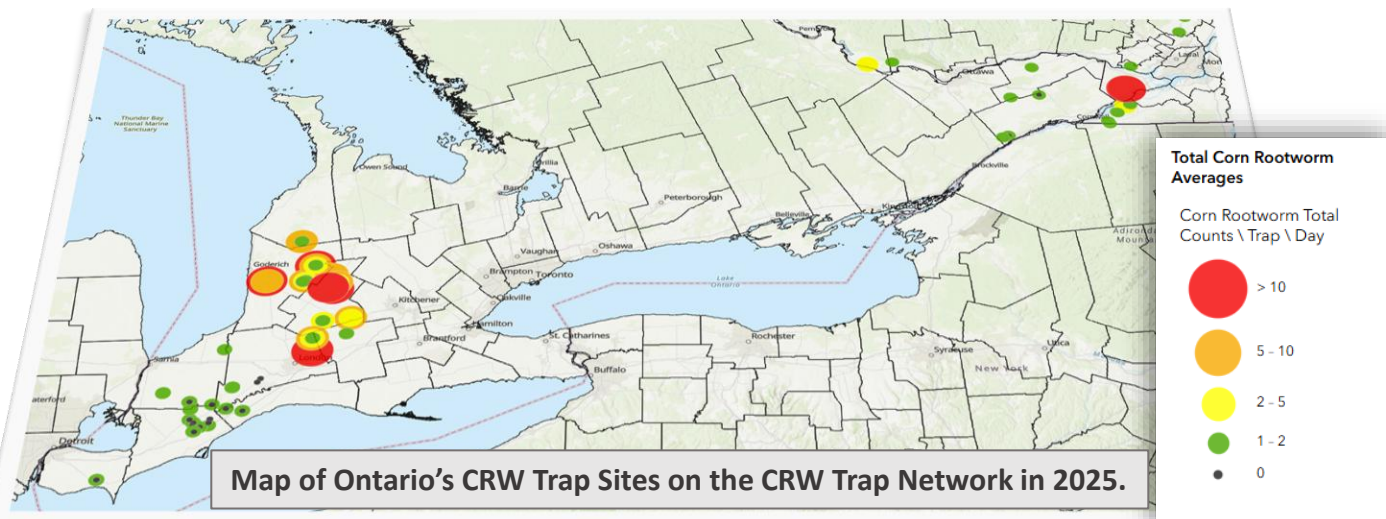 Thunder Bay
National Marine
Sanctuary
Owen Sound
Orillia
Barrie
Peterborough
Belleville
Brockville
Ottawa
Laval
Goderich
Vaughan
Oshawa
Brampton
Toronto
Kitchener
Oakville
Hamilton
Brantford
St. Catharines
London
Sarnia
Detroit
Lake
Ontario
Rochester
Buffalo
Syracuse
Utica
New York
Total Corn Rootworm
Averages
Corn Rootworm Total
Counts \ Trap \ Day
> 10
5 – 10
2 – 5
1 – 2
0
Map of Ontario's CRW Trap Sites on the CRW Trap Network in 2025.